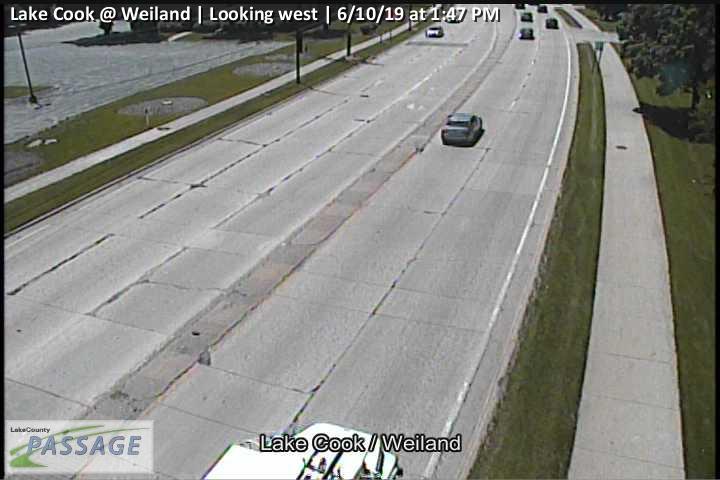 Lake Cook @ Weiland | Looking west | 6/10/19 at 1:47 PM
Lake Cook / Weiland
LakeCounty
PASSAGE